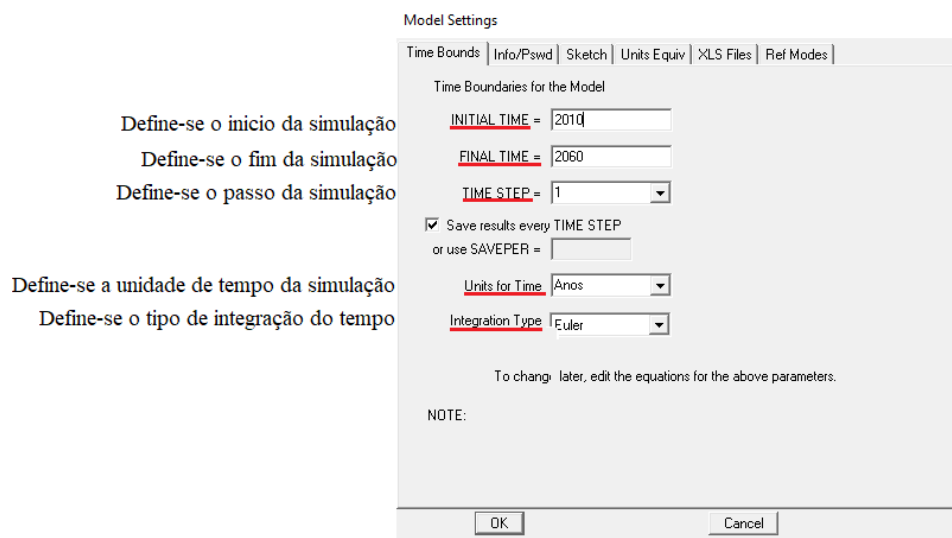 Model Settings
Time Bounds Info/Pswd Sketch Units Equiv XLS Files Ref Modes
Time Boundaries for the Model
Define-se o inicio da simulação INITIAL TIME = 2010
Define-se o fim da simulação FINAL TIME = 2060
Define-se o passo da simulação TIME STEP = 1
Save results every TIME STEP
or use SAVEPER =
Define-se a unidade de tempo da simulação Units for Time Anos
Define-se o tipo de integração do tempo Integration Type Euler
To chang later, edit the equations for the above parameters.
NOTE:
OK Cancel